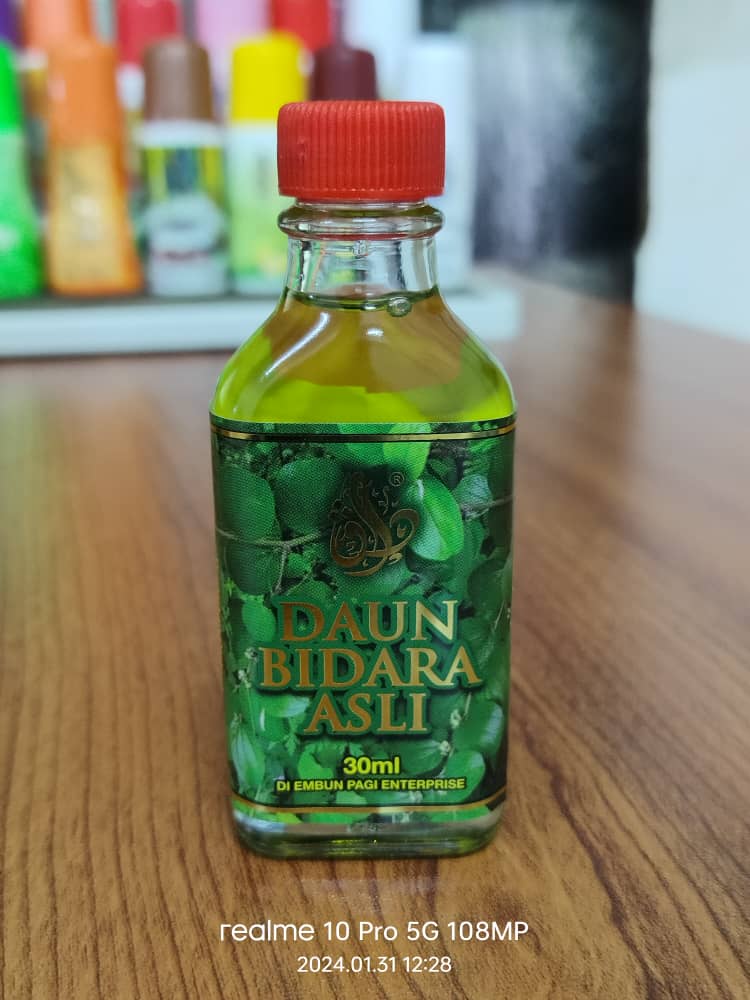 ®
DAUN
BIDARA
ASLI
30ml
DI EMBUN PAGI ENTERPRISE
realme 10 Pro 5G 108MP
2024.01.31 12:28